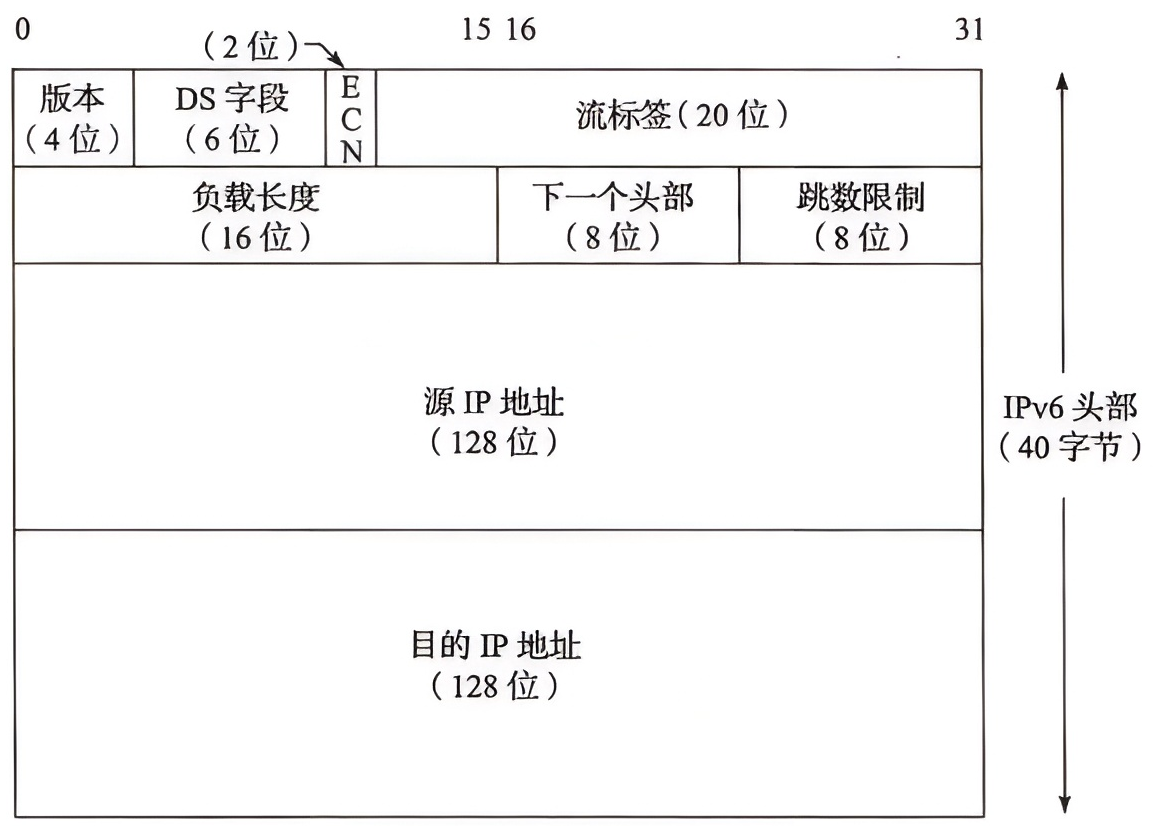 0 15 16 31
（2位）
版本
（4位）
DS 字段
（6位）
E
C
N
流标签（20 位）
负载长度
（16位）
下一个头部
（8位）
跳数限制
（8位）
源 IP 地址
（128 位）
IPv6 头部
（40 字节）
目的 IP 地址
（128 位）